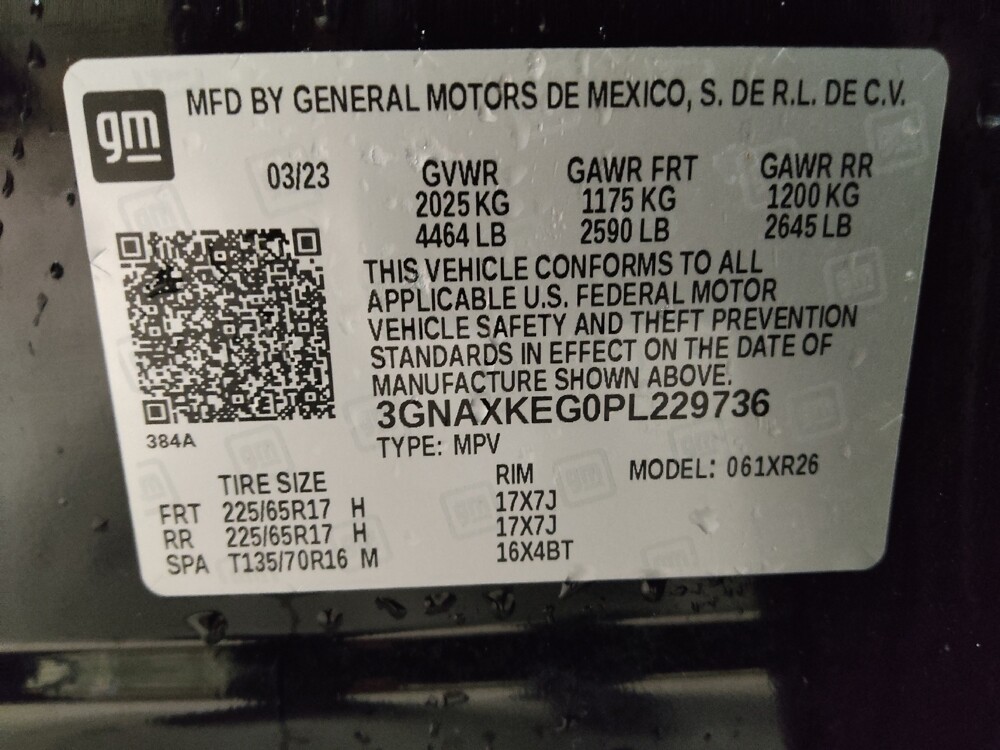 gm
MFD BY GENERAL MOTORS DE MEXICO, S. DE R.L. DE C.V.
03/23 GVWR GAWR FRT GAWR RR
2025 KG 1175 KG 1200 KG
4464 LB 2590 LB 2645 LB
THIS VEHICLE CONFORMS TO ALL
APPLICABLE U.S. FEDERAL MOTOR
VEHICLE SAFETY AND THEFT PREVENTION
STANDARDS IN EFFECT ON THE DATE OF
MANUFACTURE SHOWN ABOVE.
3GNAXKEG0PL229736
384A
TYPE: MPV
TIRE SIZE RIM MODEL: 061XR26
FRT 225/65R17 H 17X7J
RR 225/65R17 H 17X7J
SPA T135/70R16 M 16X4BT